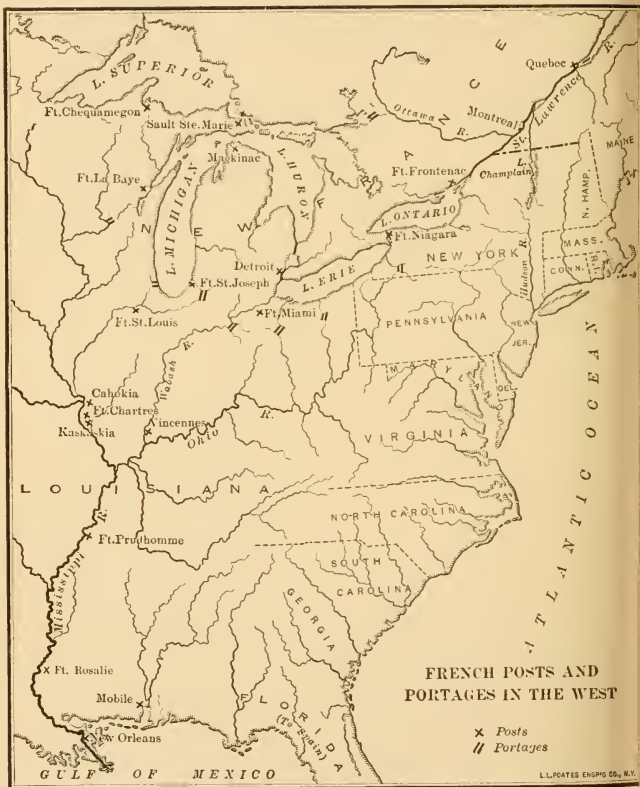 NEW FRANCE
L. SUPERIOR
Quebec
St. Lawrence R.
Ft.Chequamegon
Sault Ste.Marie
Ottawa R.
Montreal
MAINE
Mackinac
Ft.La Baye
L. MICHIGAN
L. HURON
Ft.Frontenac
L. Champlain
N. HAMP.
L. ONTARIO
Ft.Niagara
MASS.
NEW YORK
Hudson R.
CONN.
R.I.
Detroit
L. ERIE
Ft.St.Joseph
Ft.St.Louis
Ft.Miami
PENNSYLVANIA
NEW JER.
Wabash R.
MARYLAND
DEL.
Cahokia
Ft.Chartres
Kaskaskia
Vincennes
Ohio R.
VIRGINIA
ATLANTIC OCEAN
LOUISIANA
NORTH CAROLINA
Mississippi R.
Ft.Prudhomme
SOUTH CAROLINA
GEORGIA
Ft. Rosalie
Mobile
FLORIDA
(To Spain)
New Orleans
GULF OF MEXICO
FRENCH POSTS AND
PORTAGES IN THE WEST
× Posts
// Portages
L.L.POATES ENGP'G CO., N.Y.